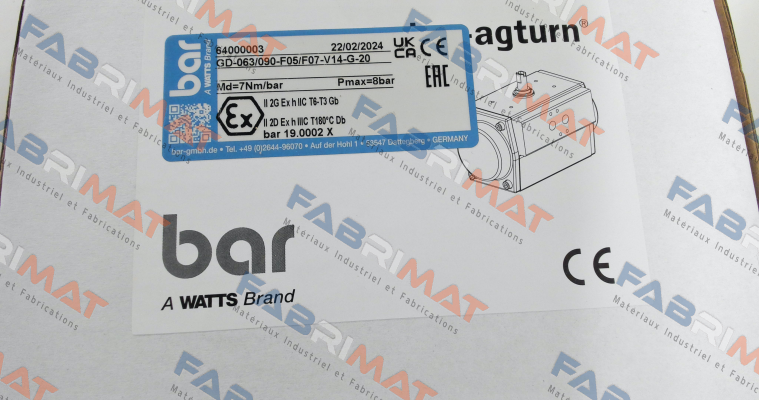 64000003 22/02/2024 UK CA CE
GD-063/090-F05/F07-V14-G-20
Md=7Nm/bar Pmax=8bar EAC
Ex II 2G Ex h IIC T6-T3 Gb
II 2D Ex h IIIC T180°C Db
bar 19.0002 X
bar-gmbh.de • Tel. +49 (0)2644-96070 • Auf der Hohl 1 • 53547 Dattenberg • GERMANY
bar
A WATTS Brand
agturn®
bar
A WATTS Brand
CE
FABRIMAT
Matériaux Industriel et Fabrications